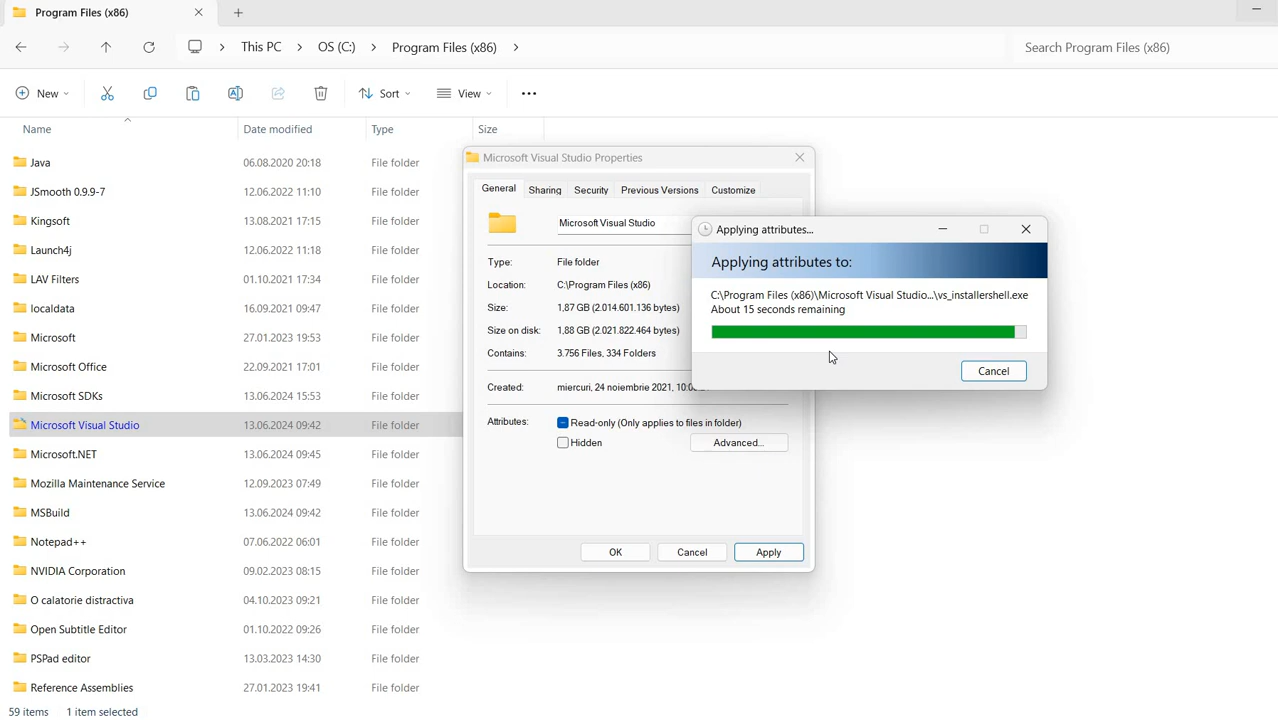 Program Files (x86)
This PC > OS (C:) > Program Files (x86) >
Search Program Files (x86)
New
Sort
View
Name Date modified Type Size
Java 06.08.2020 20:18 File folder
JSmooth 0.9.9-7 12.06.2022 11:10 File folder
Kingsoft 13.08.2021 17:15 File folder
Launch4j 12.06.2022 11:18 File folder
LAV Filters 01.10.2021 17:34 File folder
localdata 16.09.2021 09:47 File folder
Microsoft 27.01.2023 19:53 File folder
Microsoft Office 22.09.2021 17:01 File folder
Microsoft SDKs 13.06.2024 15:53 File folder
Microsoft Visual Studio 13.06.2024 09:42 File folder
Microsoft.NET 13.06.2024 09:45 File folder
Mozilla Maintenance Service 12.09.2023 07:49 File folder
MSBuild 13.06.2024 09:42 File folder
Notepad++ 07.06.2022 06:01 File folder
NVIDIA Corporation 09.02.2023 08:15 File folder
O calatorie distractiva 04.10.2023 09:21 File folder
Open Subtitle Editor 01.10.2022 09:26 File folder
PSPad editor 13.03.2023 14:30 File folder
Reference Assemblies 27.01.2023 19:41 File folder
59 items 1 item selected
Microsoft Visual Studio Properties
General Sharing Security Previous Versions Customize
Microsoft Visual Studio
Type: File folder
Location: C:\Program Files (x86)
Size: 1,87 GB (2.014.601.136 bytes)
Size on disk: 1,88 GB (2.021.822.464 bytes)
Contains: 3.756 Files, 334 Folders
Created: miercuri, 24 noiembrie 2021,
Attributes: Read-only (Only applies to files in folder)
Hidden Advanced...
OK Cancel Apply
Applying attributes...
Applying attributes to:
C:\Program Files (x86)\Microsoft Visual Studio...\vs_installershell.exe
About 15 seconds remaining
Cancel